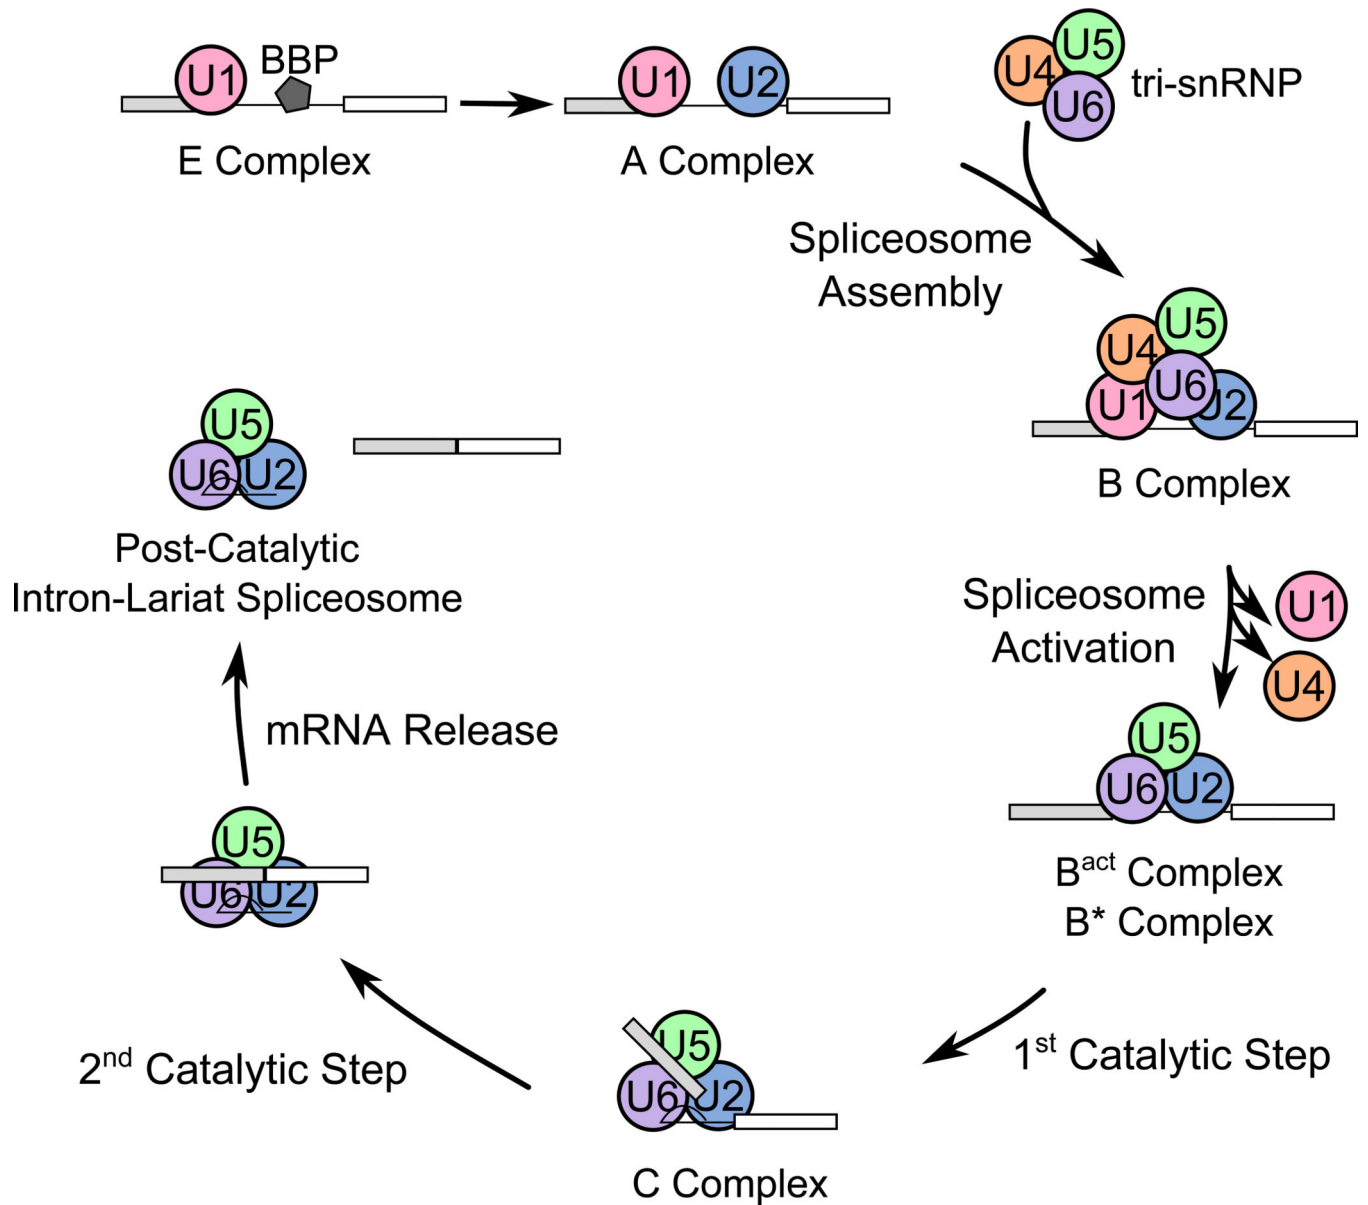 U1
BBP
E Complex
U1
U2
A Complex
U5
U4
U6
tri-snRNP
Spliceosome
Assembly
U5
U4
U6
U1
U2
B Complex
Spliceosome
Activation
U1
U4
U5
U6
U2
B^act Complex
B* Complex
1st Catalytic Step
U5
U6
U2
C Complex
2nd Catalytic Step
U5
U6
U2
mRNA Release
U5
U6
U2
Post-Catalytic
Intron-Lariat Spliceosome